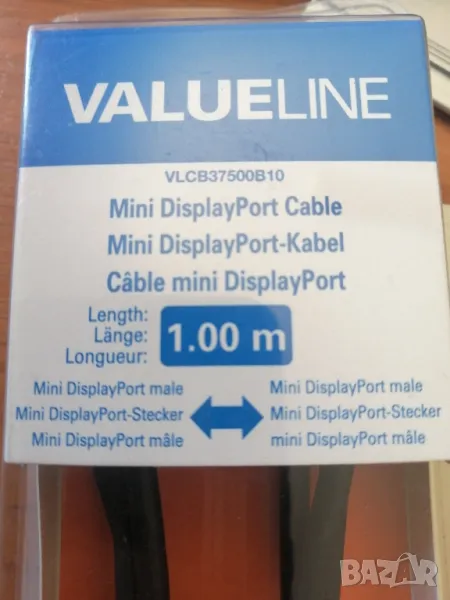 VALUELINE
VLCB37500B10
Mini DisplayPort Cable
Mini DisplayPort-Kabel
Câble mini DisplayPort
Length:
Länge:
Longueur:
1.00 m
Mini DisplayPort male
Mini DisplayPort-Stecker
Mini DisplayPort mâle
Mini DisplayPort male
Mini DisplayPort-Stecker
mini DisplayPort mâle
BAZAR